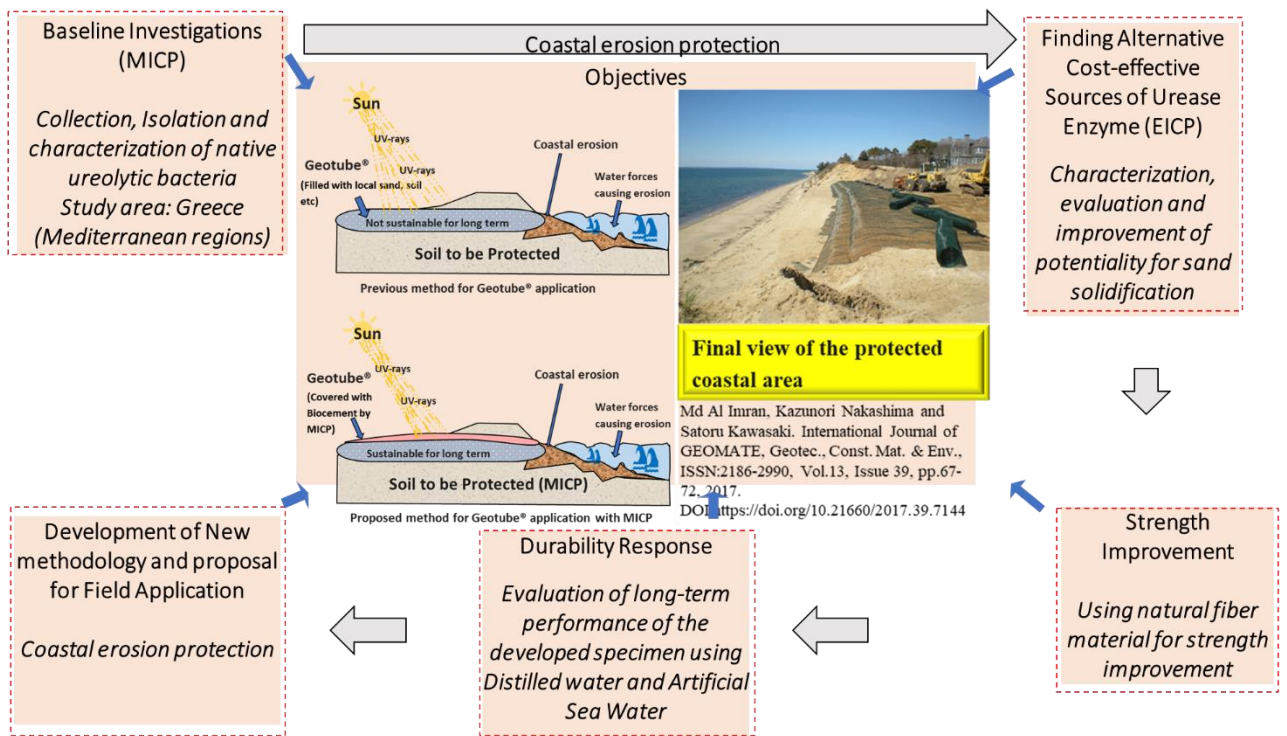 Baseline Investigations
(MICP)
Collection, Isolation and
characterization of native
ureolytic bacteria
Study area: Greece
(Mediterranean regions)
Coastal erosion protection
Objectives
Finding Alternative
Cost-effective
Sources of Urease
Enzyme (EICP)
Characterization,
evaluation and
improvement of
potentiality for sand
solidification
Sun
UV-rays
UV-rays
Geotube®
(Filled with local sand, soil
etc)
Coastal erosion
Water forces
causing erosion
Not sustainable for long term
Soil to be Protected
Previous method for Geotube® application
Sun
UV-rays
UV-rays
Geotube®
(Covered with
Biocement by
MICP)
Coastal erosion
Water forces
causing erosion
Sustainable for long term
Soil to be Protected (MICP)
Proposed method for Geotube® application with MICP
Final view of the protected
coastal area
Md Al Imran, Kazunori Nakashima and
Satoru Kawasaki. International Journal of
GEOMATE, Geotec., Const. Mat. & Env.,
ISSN:2186-2990, Vol.13, Issue 39, pp.67-
72, 2017.
DOI https://doi.org/10.21660/2017.39.7144
Strength
Improvement
Using natural fiber
material for strength
improvement
Durability Response
Evaluation of long-term
performance of the
developed specimen using
Distilled water and Artificial
Sea Water
Development of New
methodology and proposal
for Field Application
Coastal erosion protection